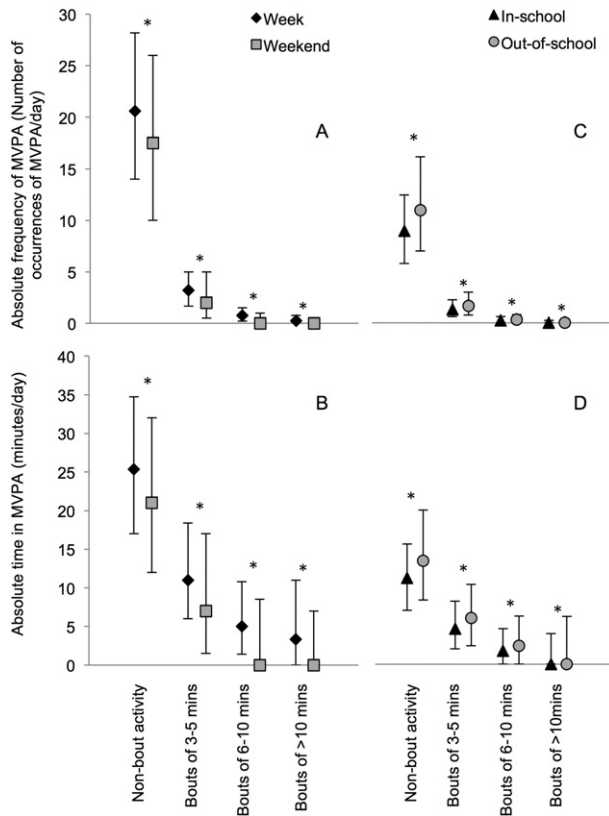 Week
Weekend
In-school
Out-of-school
Absolute frequency of MVPA (Number of
occurrences of MVPA/day)
30
25
20
15
10
5
0
*
*
*
*
A
*
*
*
*
C
Absolute time in MVPA (minutes/day)
40
35
30
25
20
15
10
5
0
*
*
*
*
B
*
*
*
*
D
Non-bout activity
Bouts of 3-5 mins
Bouts of 6-10 mins
Bouts of >10 mins
Non-bout activity
Bouts of 3-5 mins
Bouts of 6-10 mins
Bouts of >10mins